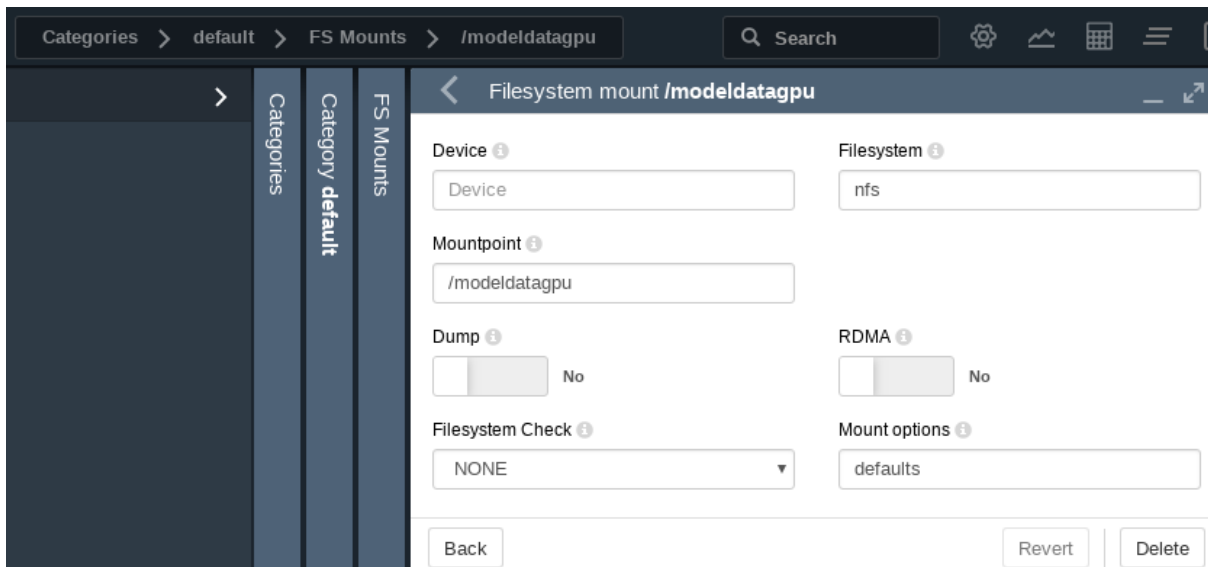 Categories > default > FS Mounts > /modeldatagpu
Search
Categories
Category default
FS Mounts
Filesystem mount /modeldatagpu
Device
Filesystem
Device
nfs
Mountpoint
/modeldatagpu
Dump
RDMA
No
No
Filesystem Check
Mount options
NONE
defaults
Back
Revert
Delete